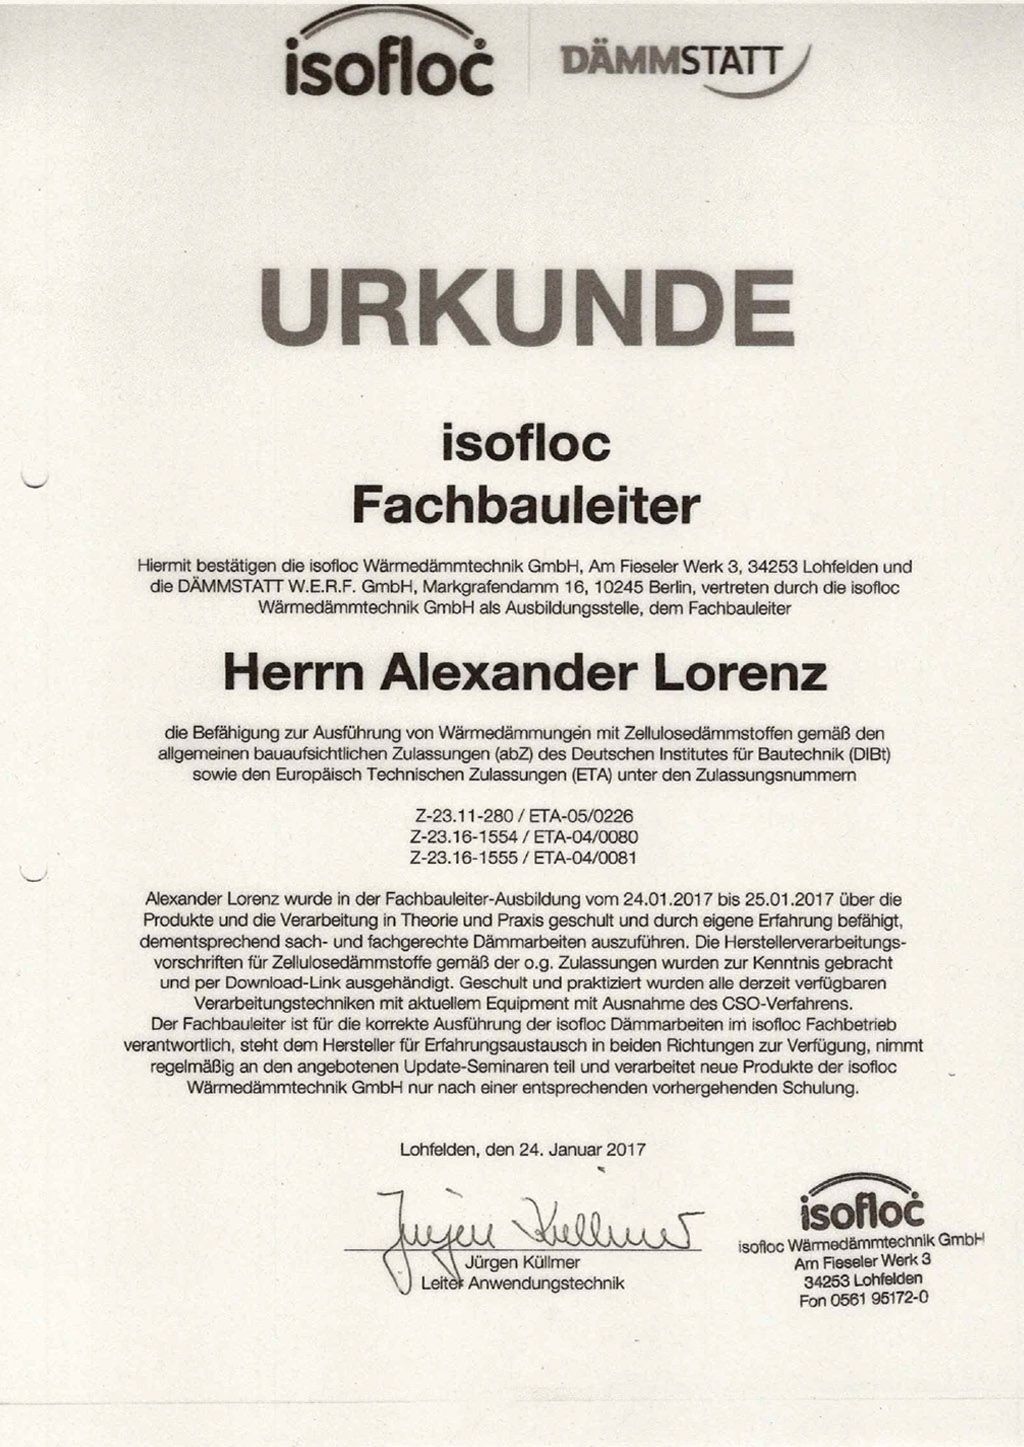 isofloc
DÄMMSTATT
URKUNDE
isofloc
Fachbauleiter
Hiermit bestätigen die isofloc Wärmedämmtechnik GmbH, Am Fieseler Werk 3, 34253 Lohfelden und
die DÄMMSTATT W.E.R.F. GmbH, Markgrafendamm 16, 10245 Berlin, vertreten durch die isofloc
Wärmedämmtechnik GmbH als Ausbildungsstelle, dem Fachbauleiter
Herrn Alexander Lorenz
die Befähigung zur Ausführung von Wärmedämmungen mit Zellulosedämmstoffen gemäß den
allgemeinen bauaufsichtlichen Zulassungen (abZ) des Deutschen Institutes für Bautechnik (DIBt)
sowie den Europäisch Technischen Zulassungen (ETA) unter den Zulassungsnummern
Z-23.11-280 / ETA-05/0226
Z-23.16-1554 / ETA-04/0080
Z-23.16-1555 / ETA-04/0081
Alexander Lorenz wurde in der Fachbauleiter-Ausbildung vom 24.01.2017 bis 25.01.2017 über die
Produkte und die Verarbeitung in Theorie und Praxis geschult und durch eigene Erfahrung befähigt,
dementsprechend sach- und fachgerechte Dämmarbeiten auszuführen. Die Herstellerverarbeitungs-
vorschriften für Zellulosedämmstoffe gemäß der o.g. Zulassungen wurden zur Kenntnis gebracht
und per Download-Link ausgehändigt. Geschult und praktiziert wurden alle derzeit verfügbaren
Verarbeitungstechniken mit aktuellem Equipment mit Ausnahme des CSO-Verfahrens.
Der Fachbauleiter ist für die korrekte Ausführung der isofloc Dämmarbeiten im isofloc Fachbetrieb
verantwortlich, steht dem Hersteller für Erfahrungsaustausch in beiden Richtungen zur Verfügung, nimmt
regelmäßig an den angebotenen Update-Seminaren teil und verarbeitet neue Produkte der isofloc
Wärmedämmtechnik GmbH nur nach einer entsprechenden vorhergehenden Schulung.
Lohfelden, den 24. Januar 2017
Jürgen Küllmer
Jürgen Küllmer
Leiter Anwendungstechnik
isofloc
isofloc Wärmedämmtechnik GmbH
Am Fieseler Werk 3
34253 Lohfelden
Fon 0561 95172-0